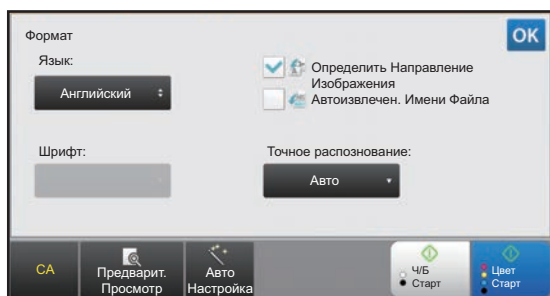 Формат
OK
Язык:
Английский
Определить Направление
Изображения
Автоизвлечен. Имени Файла
Шрифт:
Точное распознование:
Авто
CA
Предварит.
Просмотр
Авто
Настройка
Ч/Б
Старт
Цвет
Старт